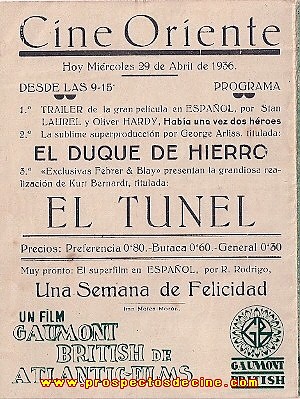 Cine Oriente
Hoy Miércoles 29 de Abril de 1936.
DESDE LAS 9-15 PROGRAMA
1.º TRAILER de la gran película en ESPAÑOL, por Stan
LAUREL y Oliver HARDY, Había una vez dos héroes
2.º La sublime superproducción por George Arliss, titulada:
EL DUQUE DE HIERRO
3.º «Exclusivas Febrer & Blay» presentan la grandiosa rea-
lización de Kurt Bernardt, titulada:
EL TUNEL
Precios: Preferencia 0'80.-Butaca 0'60.-General 0'30
Muy pronto: El superfilm en ESPAÑOL, por R. Rodrigo,
Una Semana de Felicidad
UN FILM
GAUMONT
BRITISH DE
ATLANTIC-FILMS
GB
GAUMONT
BRITISH
www.prospectosdecine.com